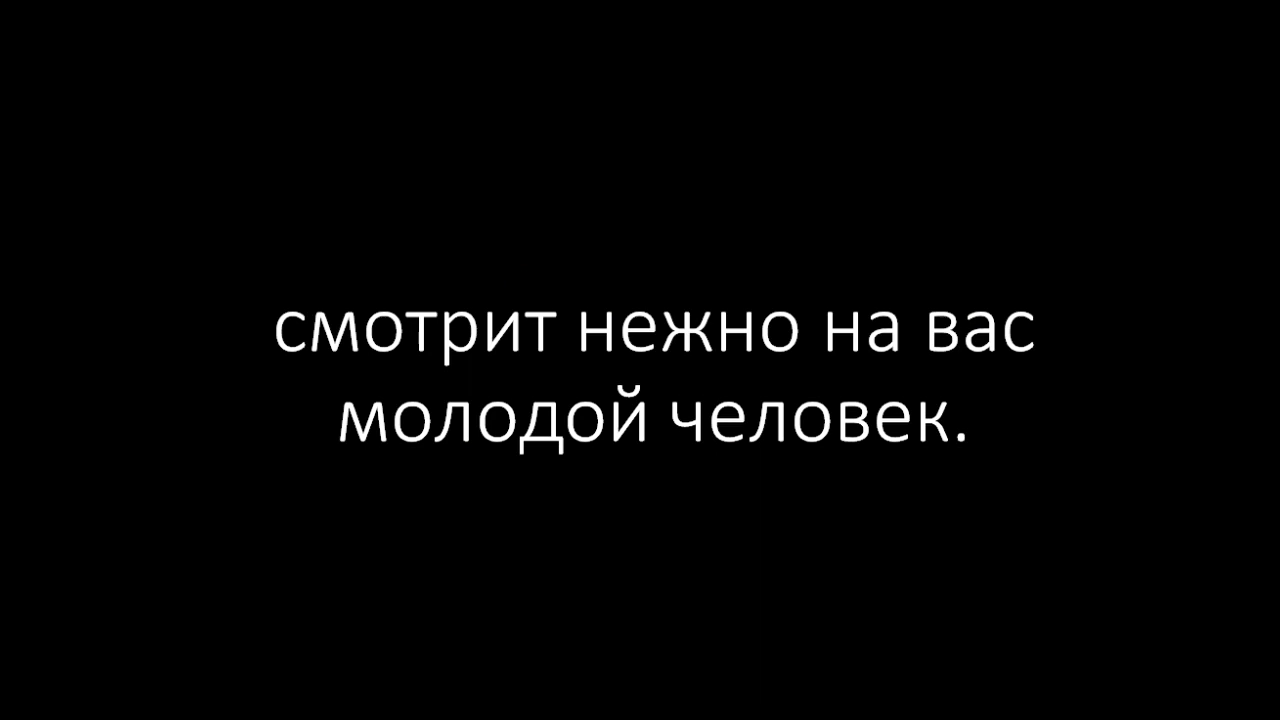 смотрит нежно на вас
молодой человек.